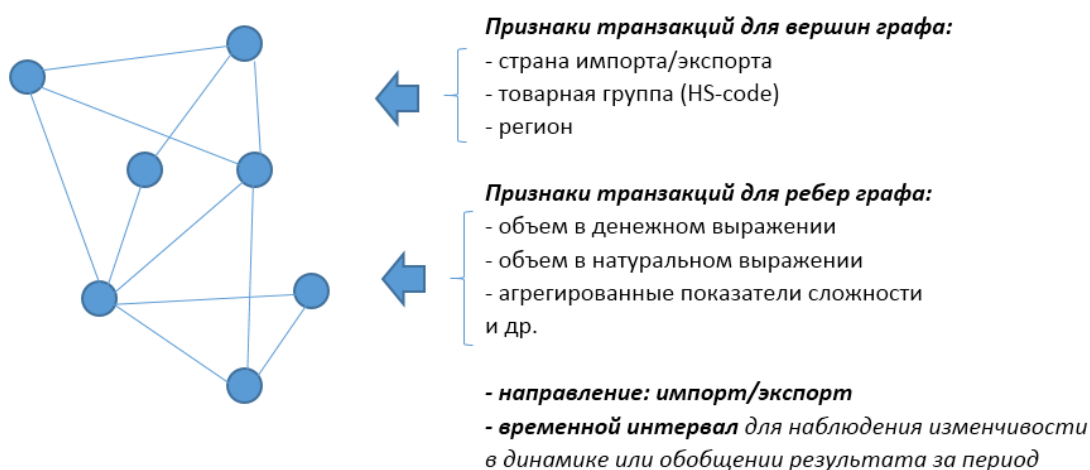 Признаки транзакций для вершин графа:
- страна импорта/экспорта
- товарная группа (HS-code)
- регион
Признаки транзакций для ребер графа:
- объем в денежном выражении
- объем в натуральном выражении
- агрегированные показатели сложности
и др.
- направление: импорт/экспорт
- временной интервал для наблюдения изменчивости
в динамике или обобщении результата за период